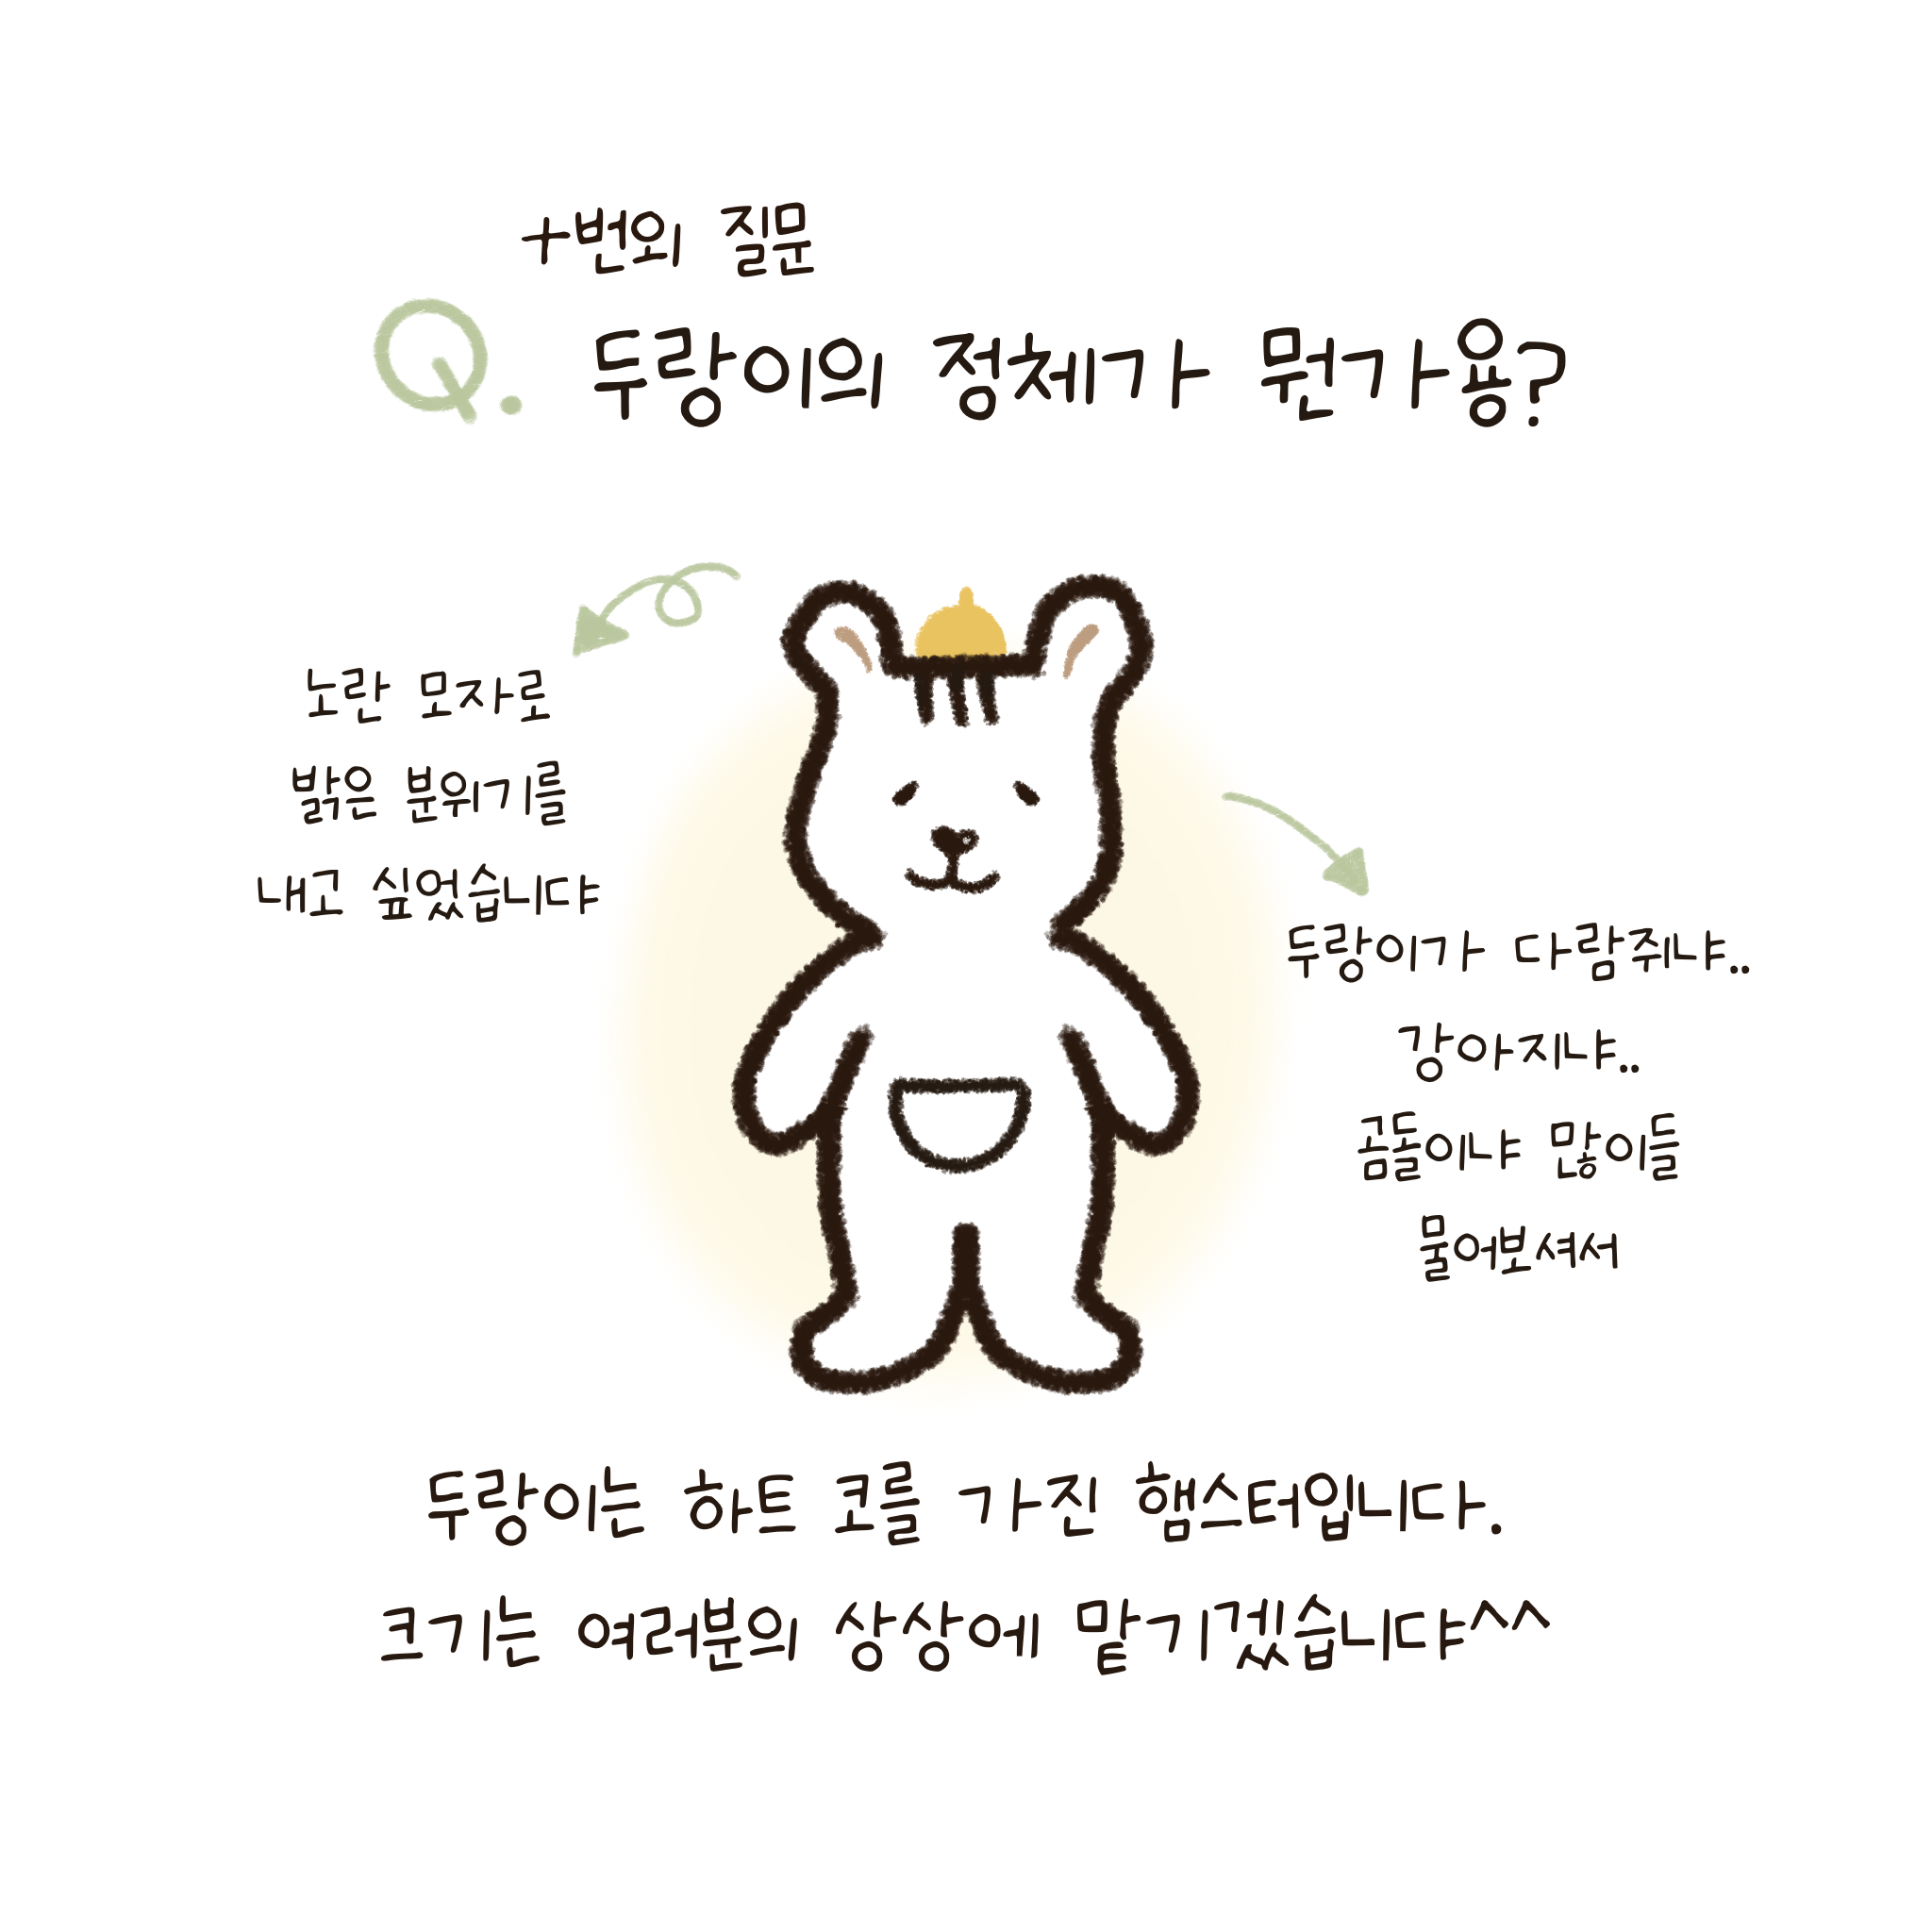 +번외 질문
Q. 두랑이의 정체가 뭔가용?
노란 모자로
밝은 분위기를
내고 싶었습니댜
두랑이가 다람쥐냐..
강아지냐..
곰돌이냐 많이들
물어보셔서
두랑이는 하트 코를 가진 햄스터입니다.
크기는 여러분의 상상에 맡기겠습니댜^^